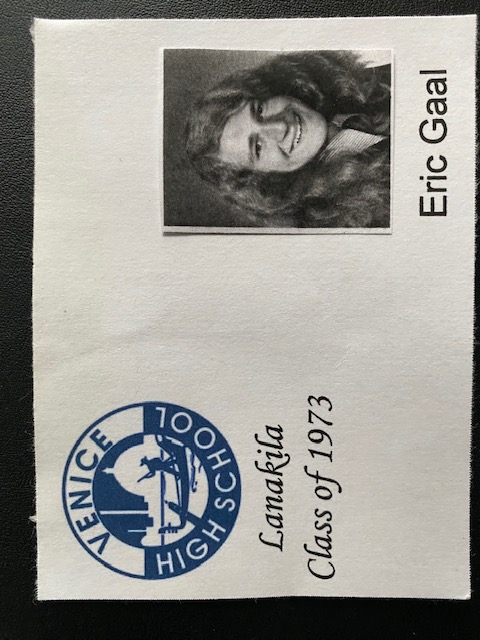 VENICE
HIGH SCHOOL
Lanakila
Class of 1973
Eric Gaal